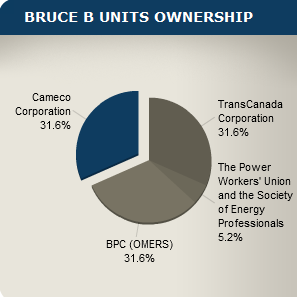 BRUCE B UNITS OWNERSHIP
Cameco
Corporation
31.6%
TransCanada
Corporation
31.6%
The Power
Workers' Union
and the Society
of Energy
Professionals
5.2%
BPC (OMERS)
31.6%